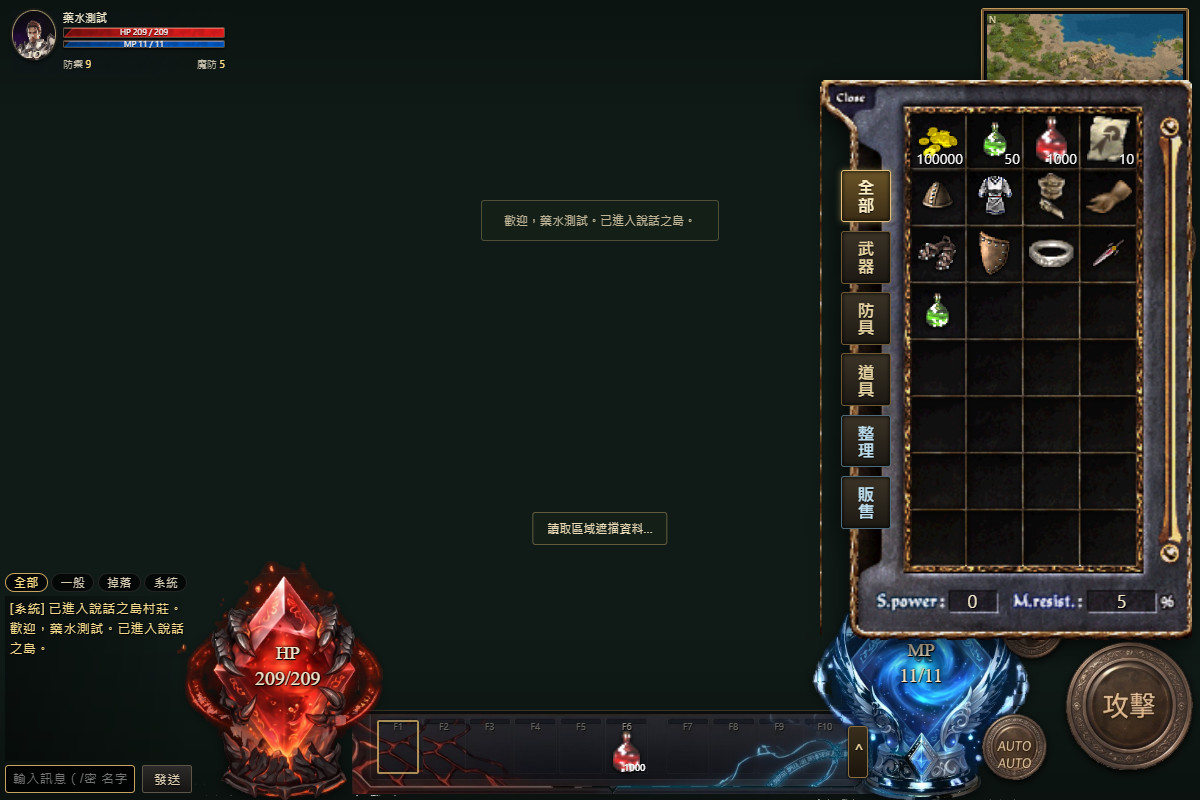 藥水測試
HP 209 / 209
MP 11 / 11
10
防禦 9
魔防 5
N
Close
100000
50
1000
10
全部
武器
防具
道具
整理
販售
歡迎，藥水測試。已進入說話之島。
讀取區域遮擋資料...
S.power: 0
M.resist.: 5 %
全部
一般
掉落
系統
[系統] 已進入說話之島村莊。
歡迎，藥水測試。已進入說話
之島。
HP
209/209
MP
11/11
攻擊
AUTO
AUTO
F1 F2 F3 F4 F5 F6 F7 F8 F9 F10
1000
^
輸入訊息 ( /密 名字
發送